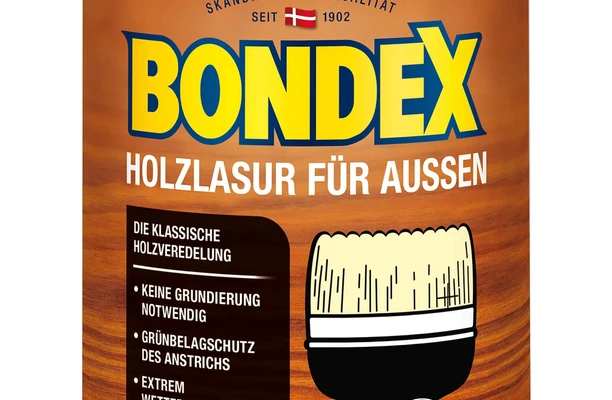 SEIT 1902
BONDEX
HOLZLASUR FÜR AUSSEN
DIE KLASSISCHE
HOLZVEREDELUNG
• KEINE GRUNDIERUNG
NOTWENDIG
• GRÜNBELAGSCHUTZ
DES ANSTRICHS
• EXTREM